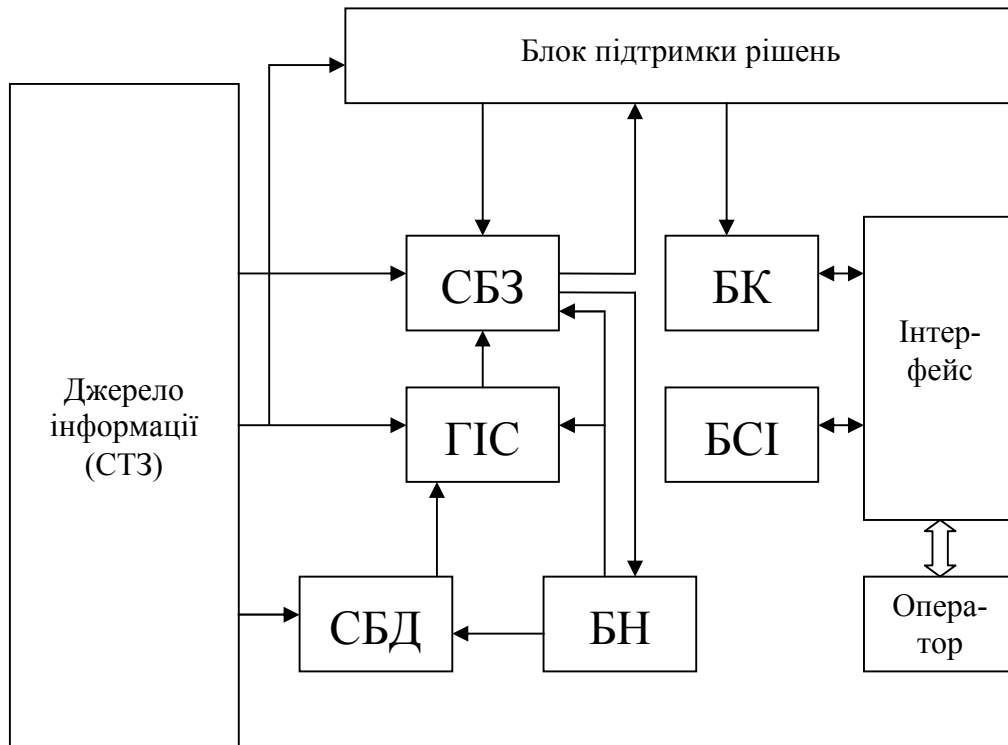 Блок підтримки рішень
СБЗ
БК
Інтер-
фейс
Джерело
інформації
(СТЗ)
ГІС
БСІ
СБД
БН
Опера-
тор